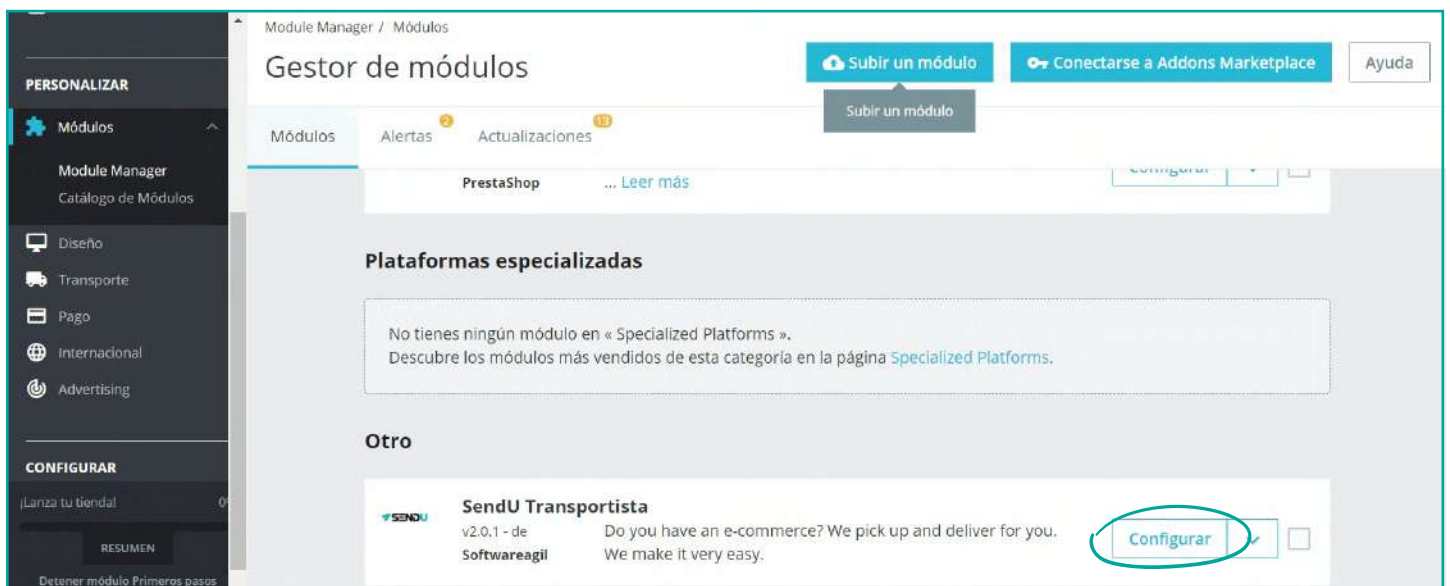 PERSONALIZAR
Módulos
Module Manager
Catálogo de Módulos
Diseño
Transporte
Pago
Internacional
Advertising
CONFIGURAR
¡Lanza tu tienda!
RESUMEN
Detener módulo Primeros pasos
Module Manager / Módulos
Gestor de módulos
Subir un módulo
Conectarse a Addons Marketplace
Ayuda
Subir un módulo
Módulos
Alertas 2
Actualizaciones 13
PrestaShop ... Leer más
Configurar
Plataformas especializadas
No tienes ningún módulo en « Specialized Platforms ».
Descubre los módulos más vendidos de esta categoría en la página Specialized Platforms.
Otro
SENDU
SendU Transportista
v2.0.1 - de Do you have an e-commerce? We pick up and deliver for you.
Softwareagil We make it very easy.
Configurar